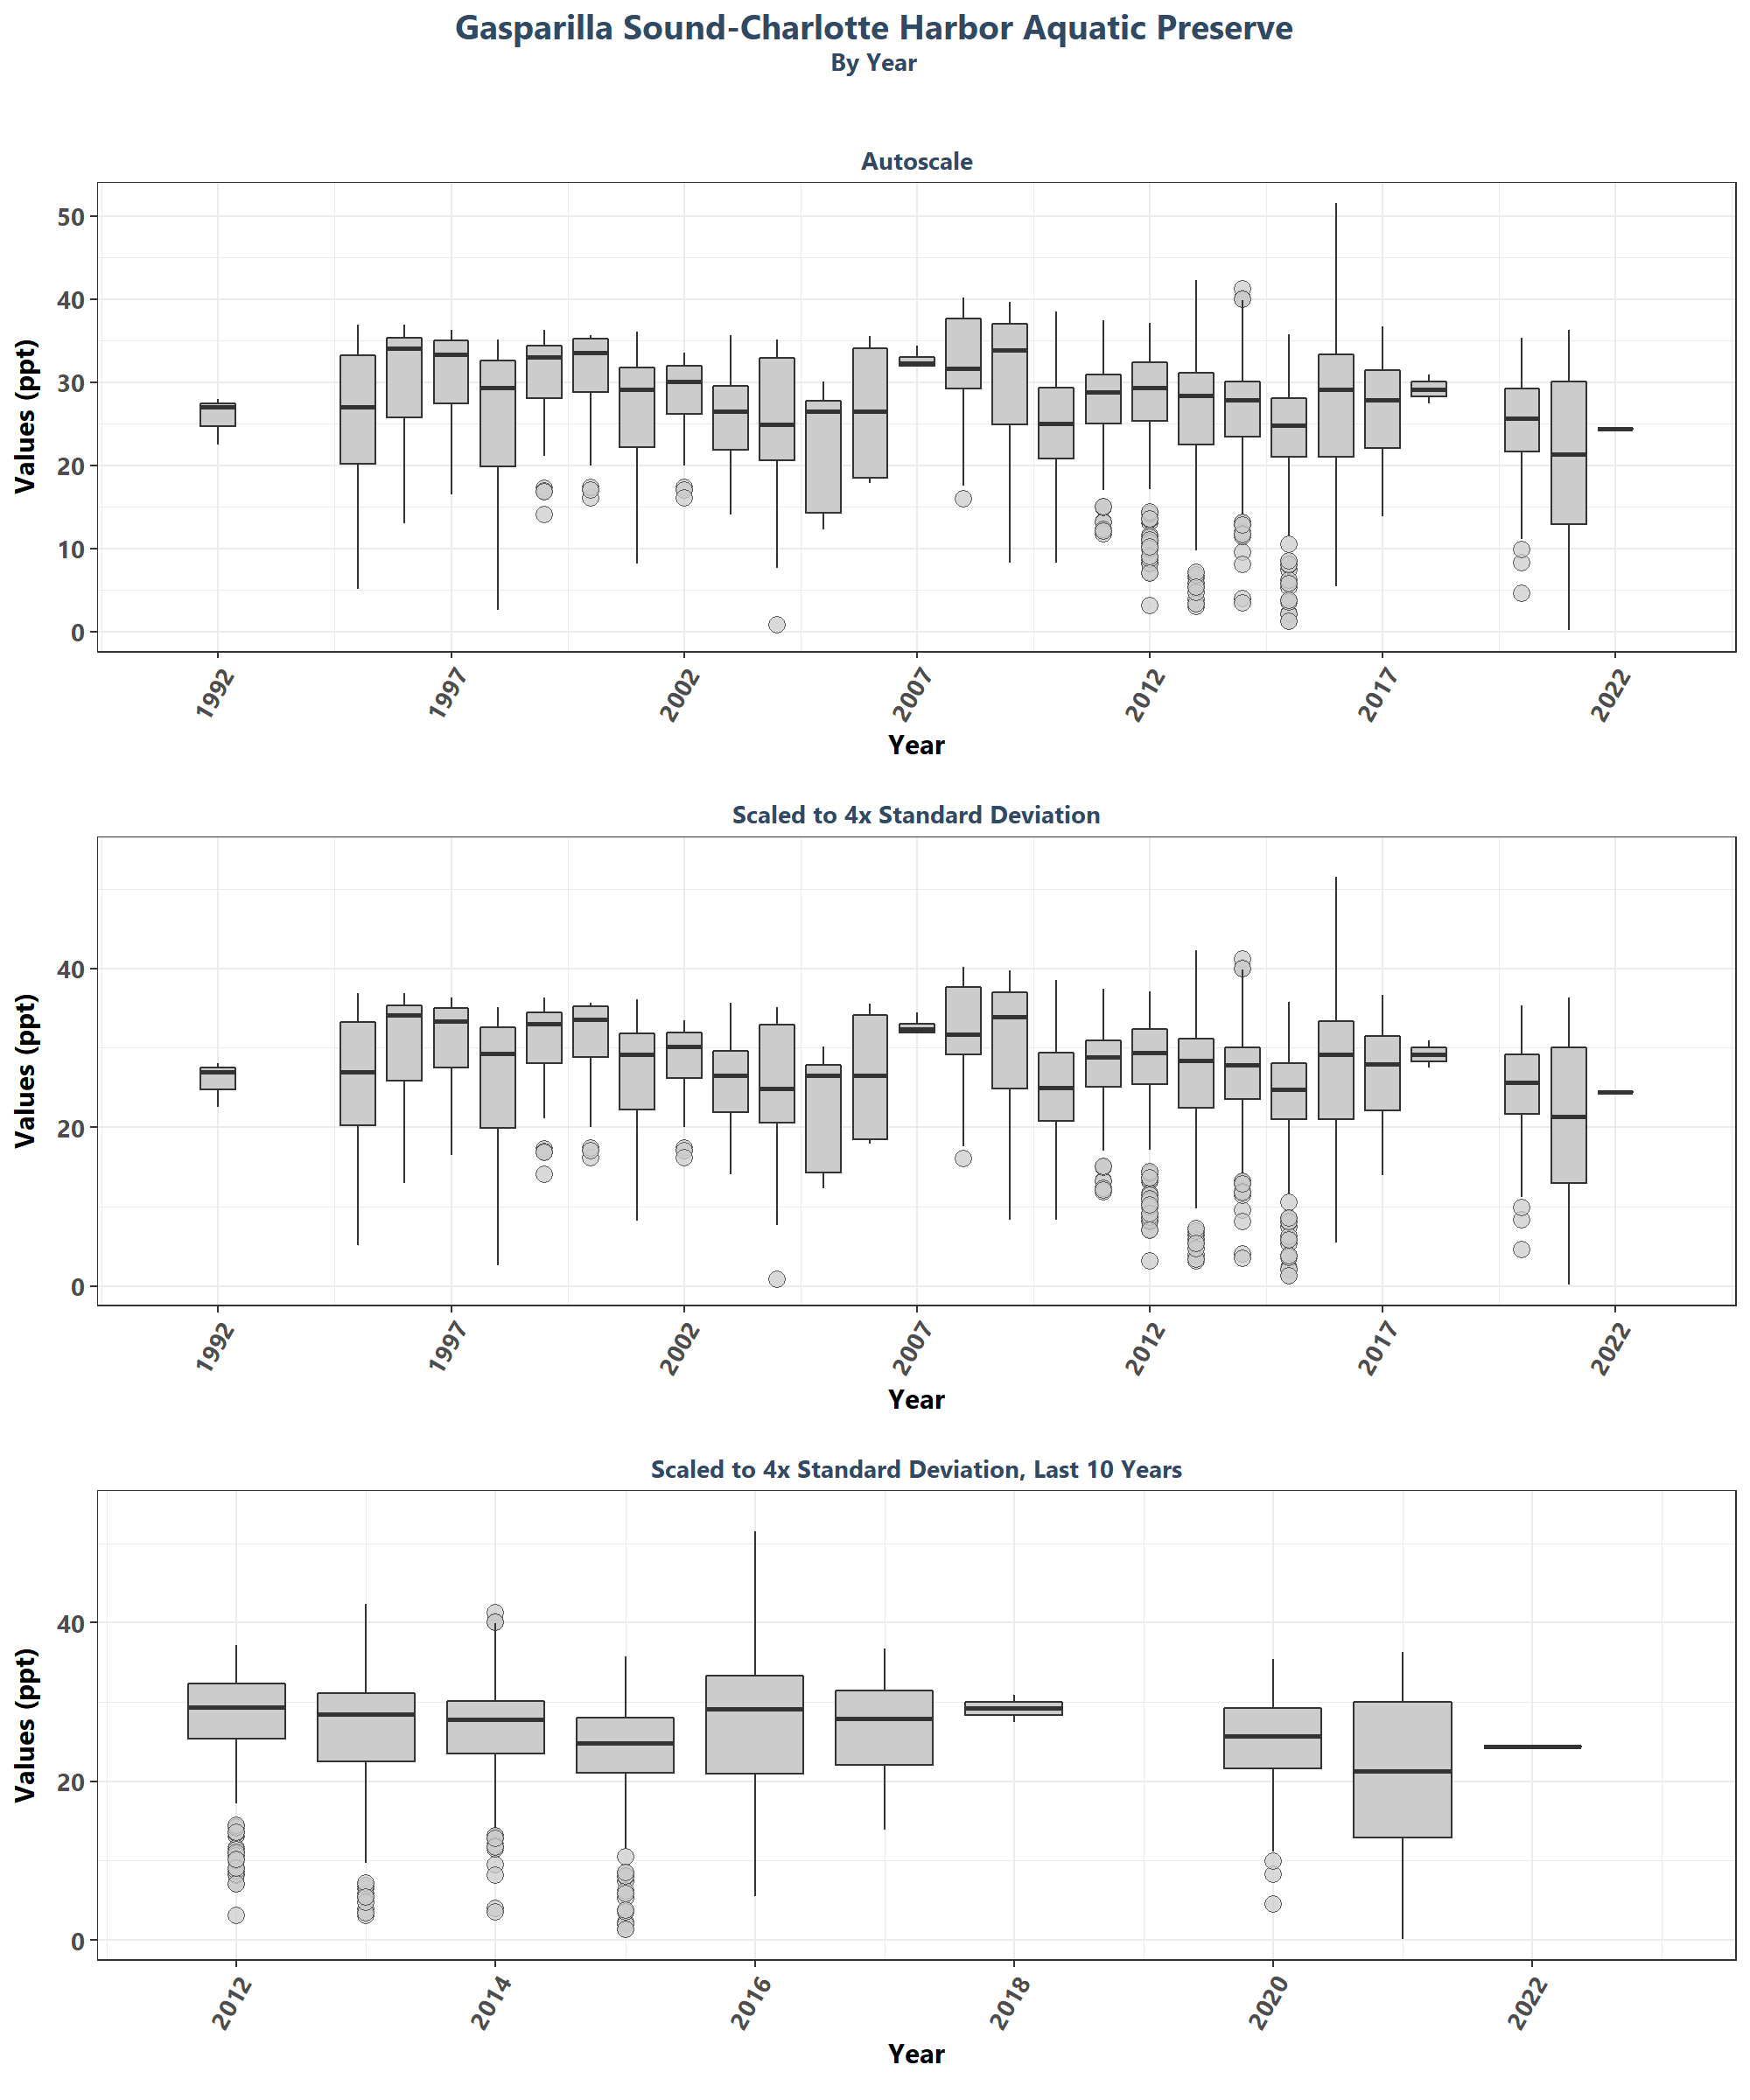 Gasparilla Sound-Charlotte Harbor Aquatic Preserve
By Year
Autoscale
Values (ppt)
50
40
30
20
10
0
1992
1997
2002
2007
2012
2017
2022
Year
Scaled to 4x Standard Deviation
Values (ppt)
40
20
0
1992
1997
2002
2007
2012
2017
2022
Year
Scaled to 4x Standard Deviation, Last 10 Years
Values (ppt)
40
20
0
2012
2014
2016
2018
2020
2022
Year